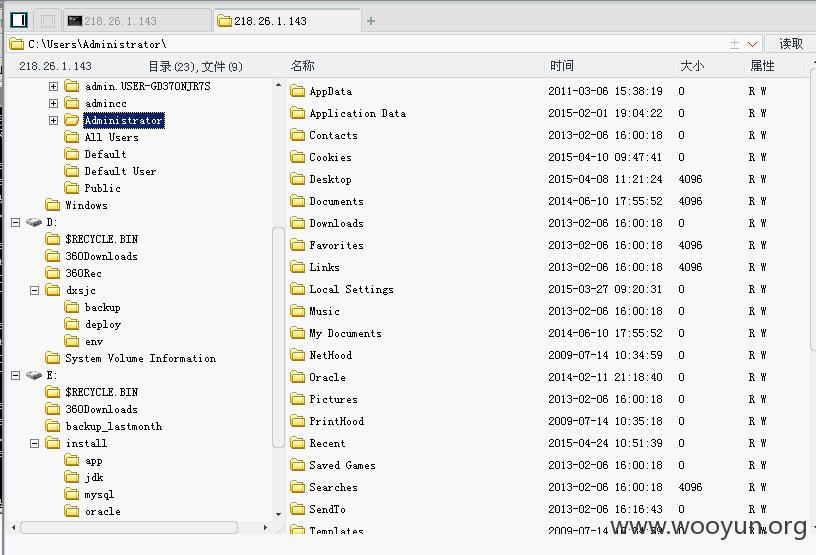 218.26.1.143
218.26.1.143
C:\Users\Administrator\
读取
218.26.1.143 目录(23),文件(9)
名称 时间 大小 属性
admin.USER-GD37ONJR7S
admincc
Administrator
All Users
Default
Default User
Public
Windows
D:
$RECYCLE.BIN
360Downloads
360Rec
dxsjc
backup
deploy
env
System Volume Information
E:
$RECYCLE.BIN
360Downloads
backup_lastmonth
install
app
jdk
mysql
oracle
AppData 2011-03-06 15:38:19 0 R W
Application Data 2015-02-01 19:04:22 0 R W
Contacts 2013-02-06 16:00:18 0 R W
Cookies 2015-04-10 09:47:41 0 R W
Desktop 2015-04-08 11:21:24 4096 R W
Documents 2014-06-10 17:55:52 4096 R W
Downloads 2013-02-06 16:00:18 0 R W
Favorites 2013-02-06 16:00:18 4096 R W
Links 2013-02-06 16:00:18 4096 R W
Local Settings 2015-03-27 09:20:31 0 R W
Music 2013-02-06 16:00:18 0 R W
My Documents 2014-06-10 17:55:52 0 R W
NetHood 2009-07-14 10:34:59 0 R W
Oracle 2014-02-11 21:18:40 0 R W
Pictures 2013-02-06 16:00:18 0 R W
PrintHood 2009-07-14 10:35:18 0 R W
Recent 2015-04-24 10:51:39 0 R W
Saved Games 2013-02-06 16:00:18 0 R W
Searches 2013-02-06 16:00:18 4096 R W
SendTo 2013-02-06 16:16:43 0 R W
Templates 2009-07-14
www.wooyun.org